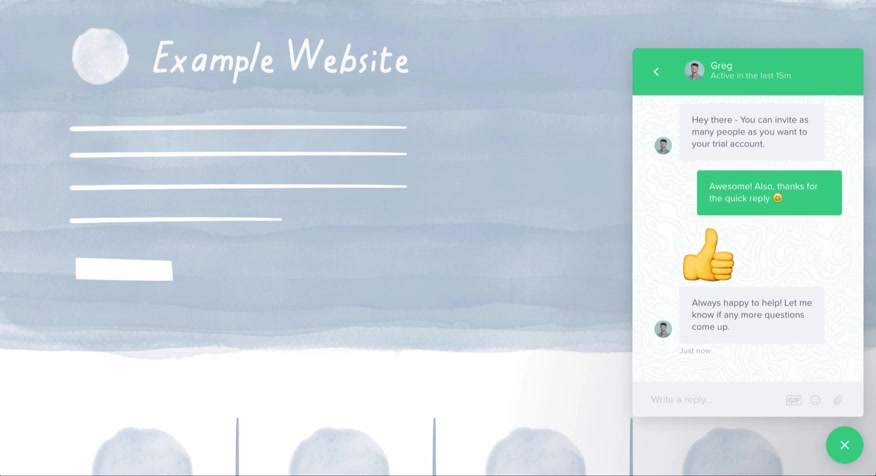 Example Website
Greg
Active in the last 15m
Hey there - You can invite as
many people as you want to
your trial account.
Awesome! Also, thanks for
the quick reply 😀
Always happy to help! Let me
know if any more questions
come up.
Just now
Write a reply...
GIF